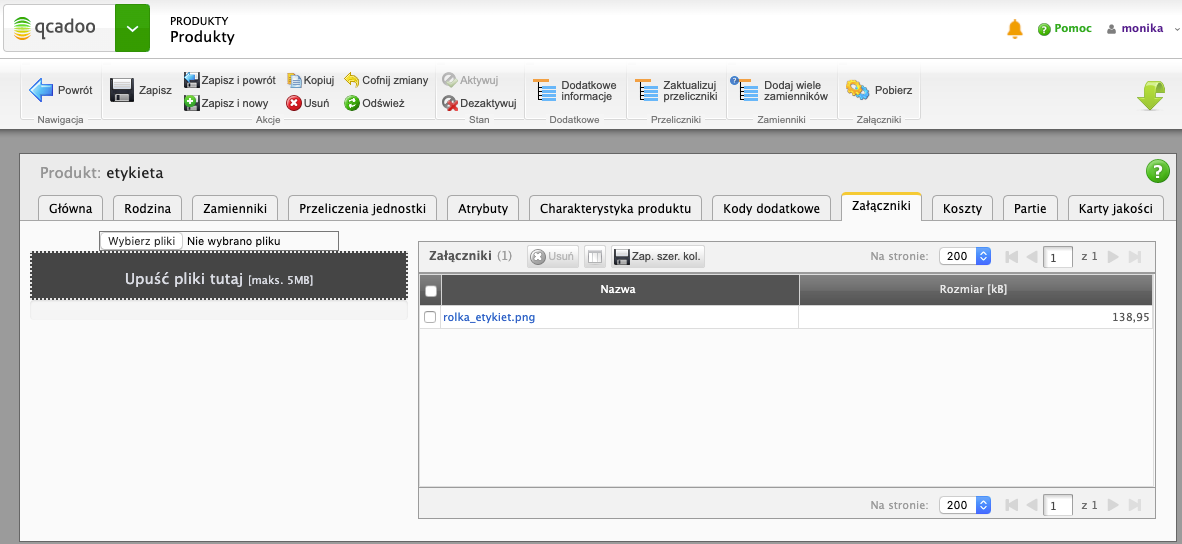 qcadoo
PRODUKTY
Produkty
Pomoc
monika
Powrót
Nawigacja
Zapisz
Zapisz i powrót
Kopiuj
Cofnij zmiany
Zapisz i nowy
Usuń
Odśwież
Akcje
Aktywuj
Dezaktywuj
Stan
Dodatkowe
informacje
Dodatkowe
Zaktualizuj
przeliczniki
Przeliczniki
Dodaj wiele
zamienników
Zamienniki
Pobierz
Załączniki
Produkt: etykieta
?
Główna
Rodzina
Zamienniki
Przeliczenia jednostki
Atrybuty
Charakterystyka produktu
Kody dodatkowe
Załączniki
Koszty
Partie
Karty jakości
Wybierz pliki Nie wybrano pliku
Upuść pliki tutaj [maks. 5MB]
Załączniki (1)
Usuń
Zap. szer. kol.
Na stronie: 200
1 z 1
Nazwa
Rozmiar [kB]
rolka_etykiet.png
138,95
Na stronie: 200
1 z 1